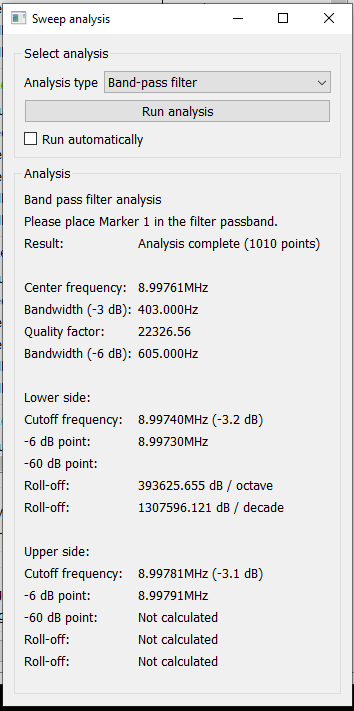 Sweep analysis
Select analysis
Analysis type Band-pass filter
Run analysis
Run automatically
Analysis
Band pass filter analysis
Please place Marker 1 in the filter passband.
Result: Analysis complete (1010 points)
Center frequency: 8.99761MHz
Bandwidth (-3 dB): 403.000Hz
Quality factor: 22326.56
Bandwidth (-6 dB): 605.000Hz
Lower side:
Cutoff frequency: 8.99740MHz (-3.2 dB)
-6 dB point: 8.99730MHz
-60 dB point:
Roll-off: 393625.655 dB / octave
Roll-off: 1307596.121 dB / decade
Upper side:
Cutoff frequency: 8.99781MHz (-3.1 dB)
-6 dB point: 8.99791MHz
-60 dB point: Not calculated
Roll-off: Not calculated
Roll-off: Not calculated